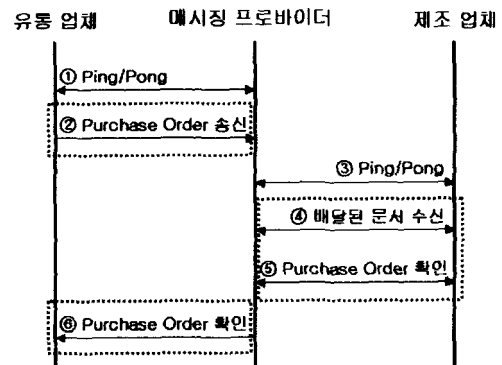 유통 업체 메시징 프로바이더 제조 업체
① Ping/Pong
② Purchase Order 송신
③ Ping/Pong
④ 배달된 문서 수신
⑤ Purchase Order 확인
⑥ Purchase Order 확인